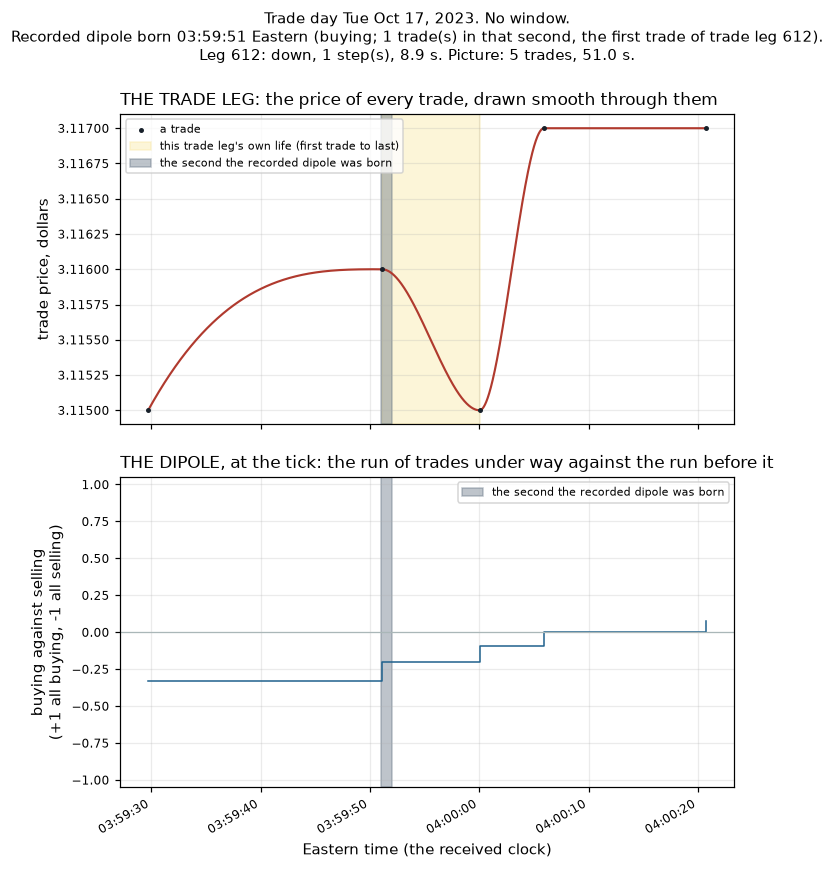 Trade day Tue Oct 17, 2023. No window.
Recorded dipole born 03:59:51 Eastern (buying; 1 trade(s) in that second, the first trade of trade leg 612).
Leg 612: down, 1 step(s), 8.9 s. Picture: 5 trades, 51.0 s.
THE TRADE LEG: the price of every trade, drawn smooth through them
a trade
this trade leg's own life (first trade to last)
the second the recorded dipole was born
trade price, dollars
3.11700
3.11675
3.11650
3.11625
3.11600
3.11575
3.11550
3.11525
3.11500
THE DIPOLE, at the tick: the run of trades under way against the run before it
the second the recorded dipole was born
buying against selling
(+1 all buying, -1 all selling)
1.00
0.75
0.50
0.25
0.00
−0.25
−0.50
−0.75
−1.00
03:59:30
03:59:40
03:59:50
04:00:00
04:00:10
04:00:20
Eastern time (the received clock)